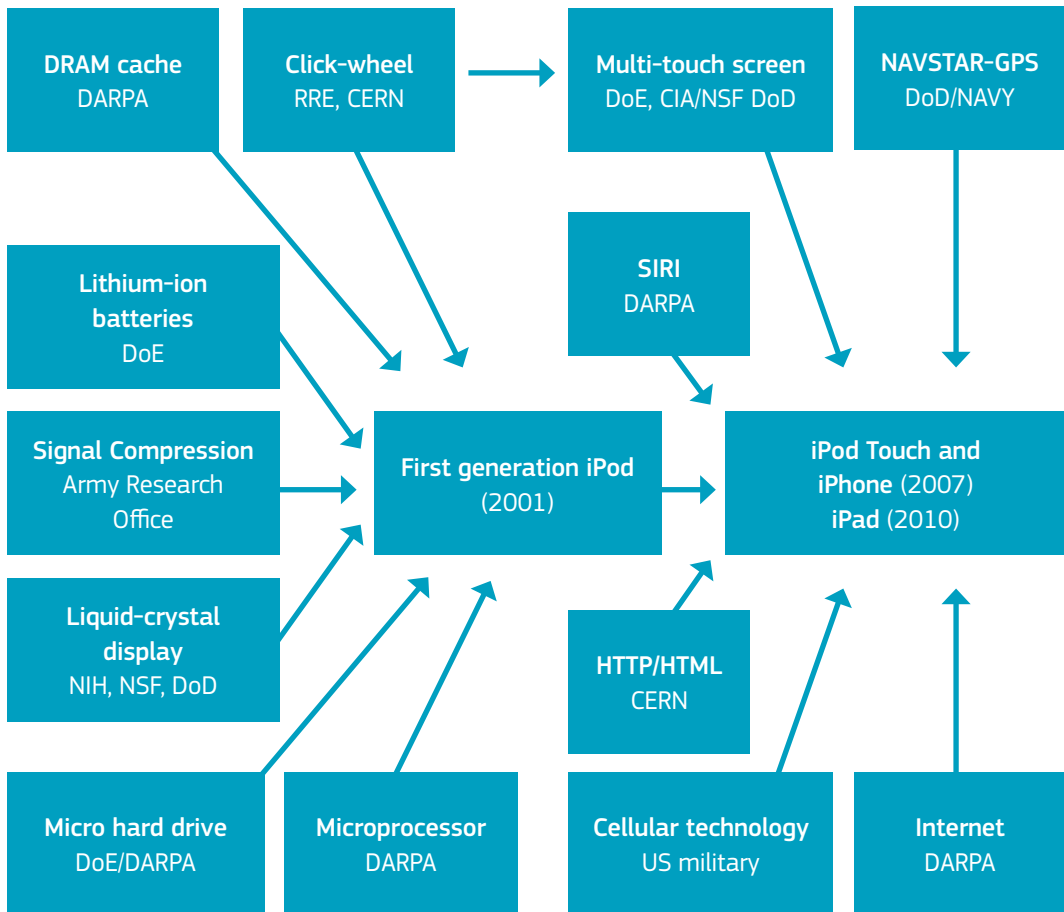 DRAM cache
DARPA
Click-wheel
RRE, CERN
Multi-touch screen
DoE, CIA/NSF DoD
NAVSTAR-GPS
DoD/NAVY
SIRI
DARPA
Lithium-ion
batteries
DoE
Signal Compression
Army Research
Office
First generation iPod
(2001)
iPod Touch and
iPhone (2007)
iPad (2010)
Liquid-crystal
display
NIH, NSF, DoD
HTTP/HTML
CERN
Micro hard drive
DoE/DARPA
Microprocessor
DARPA
Cellular technology
US military
Internet
DARPA